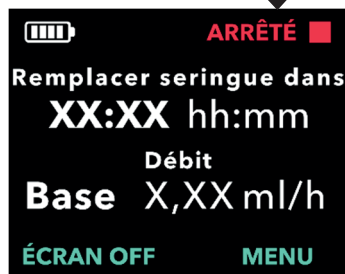 ARRÊTÉ
Remplacer seringue dans
XX:XX hh:mm
Débit
Base X,XX ml/h
ÉCRAN OFF MENU